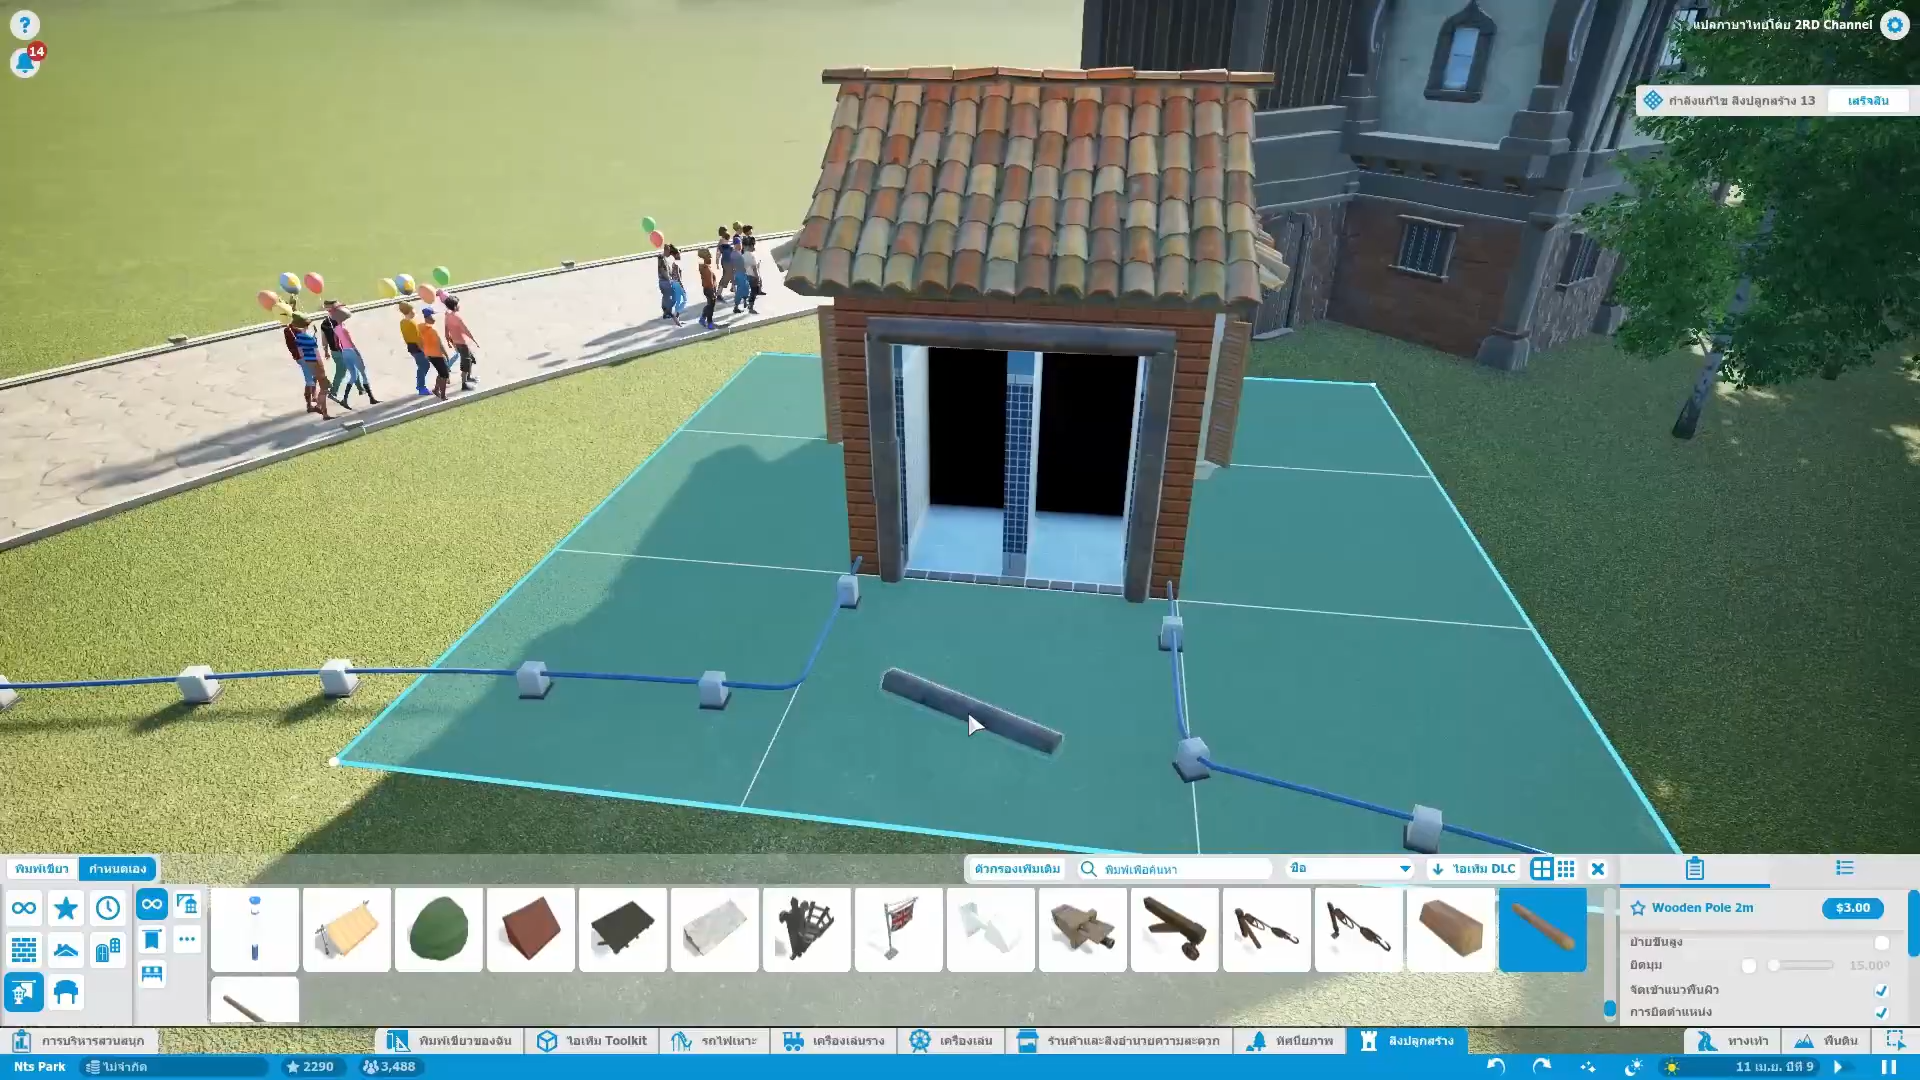 ?
14
แปลภาษาไทยโดย 2RD Channel
กำลังแก้ไข สิ่งปลูกสร้าง 13
เสร็จสิ้น
พิมพ์เขียว
กำหนดเอง
ตัวกรองเพิ่มเติม
พิมพ์เพื่อค้นหา
ชื่อ
ไอเท็ม DLC
Wooden Pole 2m
$3.00
ย้ายขั้นสูง
ยึดมุม
15.00°
จัดเข้าแนวพื้นผิว
การยึดตำแหน่ง
การบริหารสวนสนุก
พิมพ์เขียวของฉัน
ไอเท็ม Toolkit
รถไฟเหาะ
เครื่องเล่นราง
เครื่องเล่น
ร้านค้าและสิ่งอำนวยความสะดวก
ทัศนียภาพ
สิ่งปลูกสร้าง
ทางเท้า
พื้นดิน
Nts Park
ไม่จำกัด
2290
3,488
11 เม.ย. ปีที่ 9